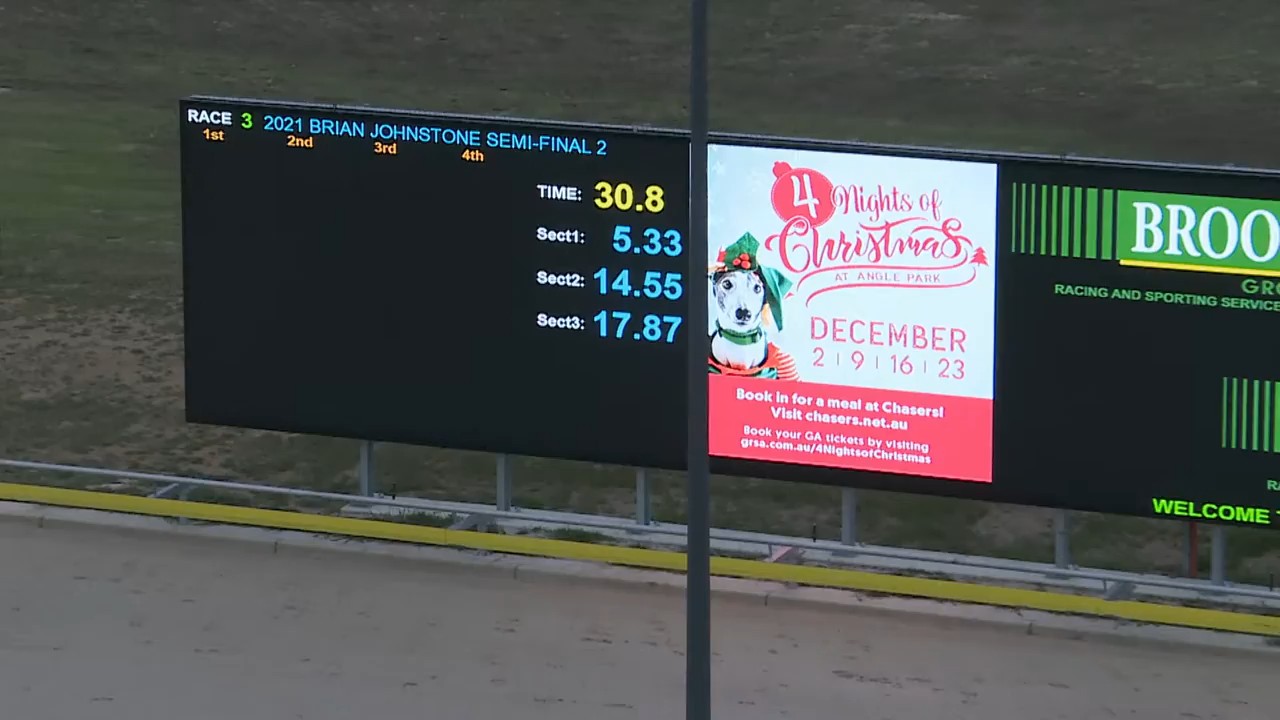 RACE 3 2021 BRIAN JOHNSTONE SEMI-FINAL 2
1st 2nd 3rd 4th
TIME: 30.8
Sect1: 5.33
Sect2: 14.55
Sect3: 17.87
4 Nights of
Christmas
AT ANGLE PARK
DECEMBER
2 | 9 | 16 | 23
Book in for a meal at Chasers!
Visit chasers.net.au
Book your GA tickets by visiting
grsa.com.au/4NightsofChristmas
BROO
GR
RACING AND SPORTING SERVICE
WELCOME